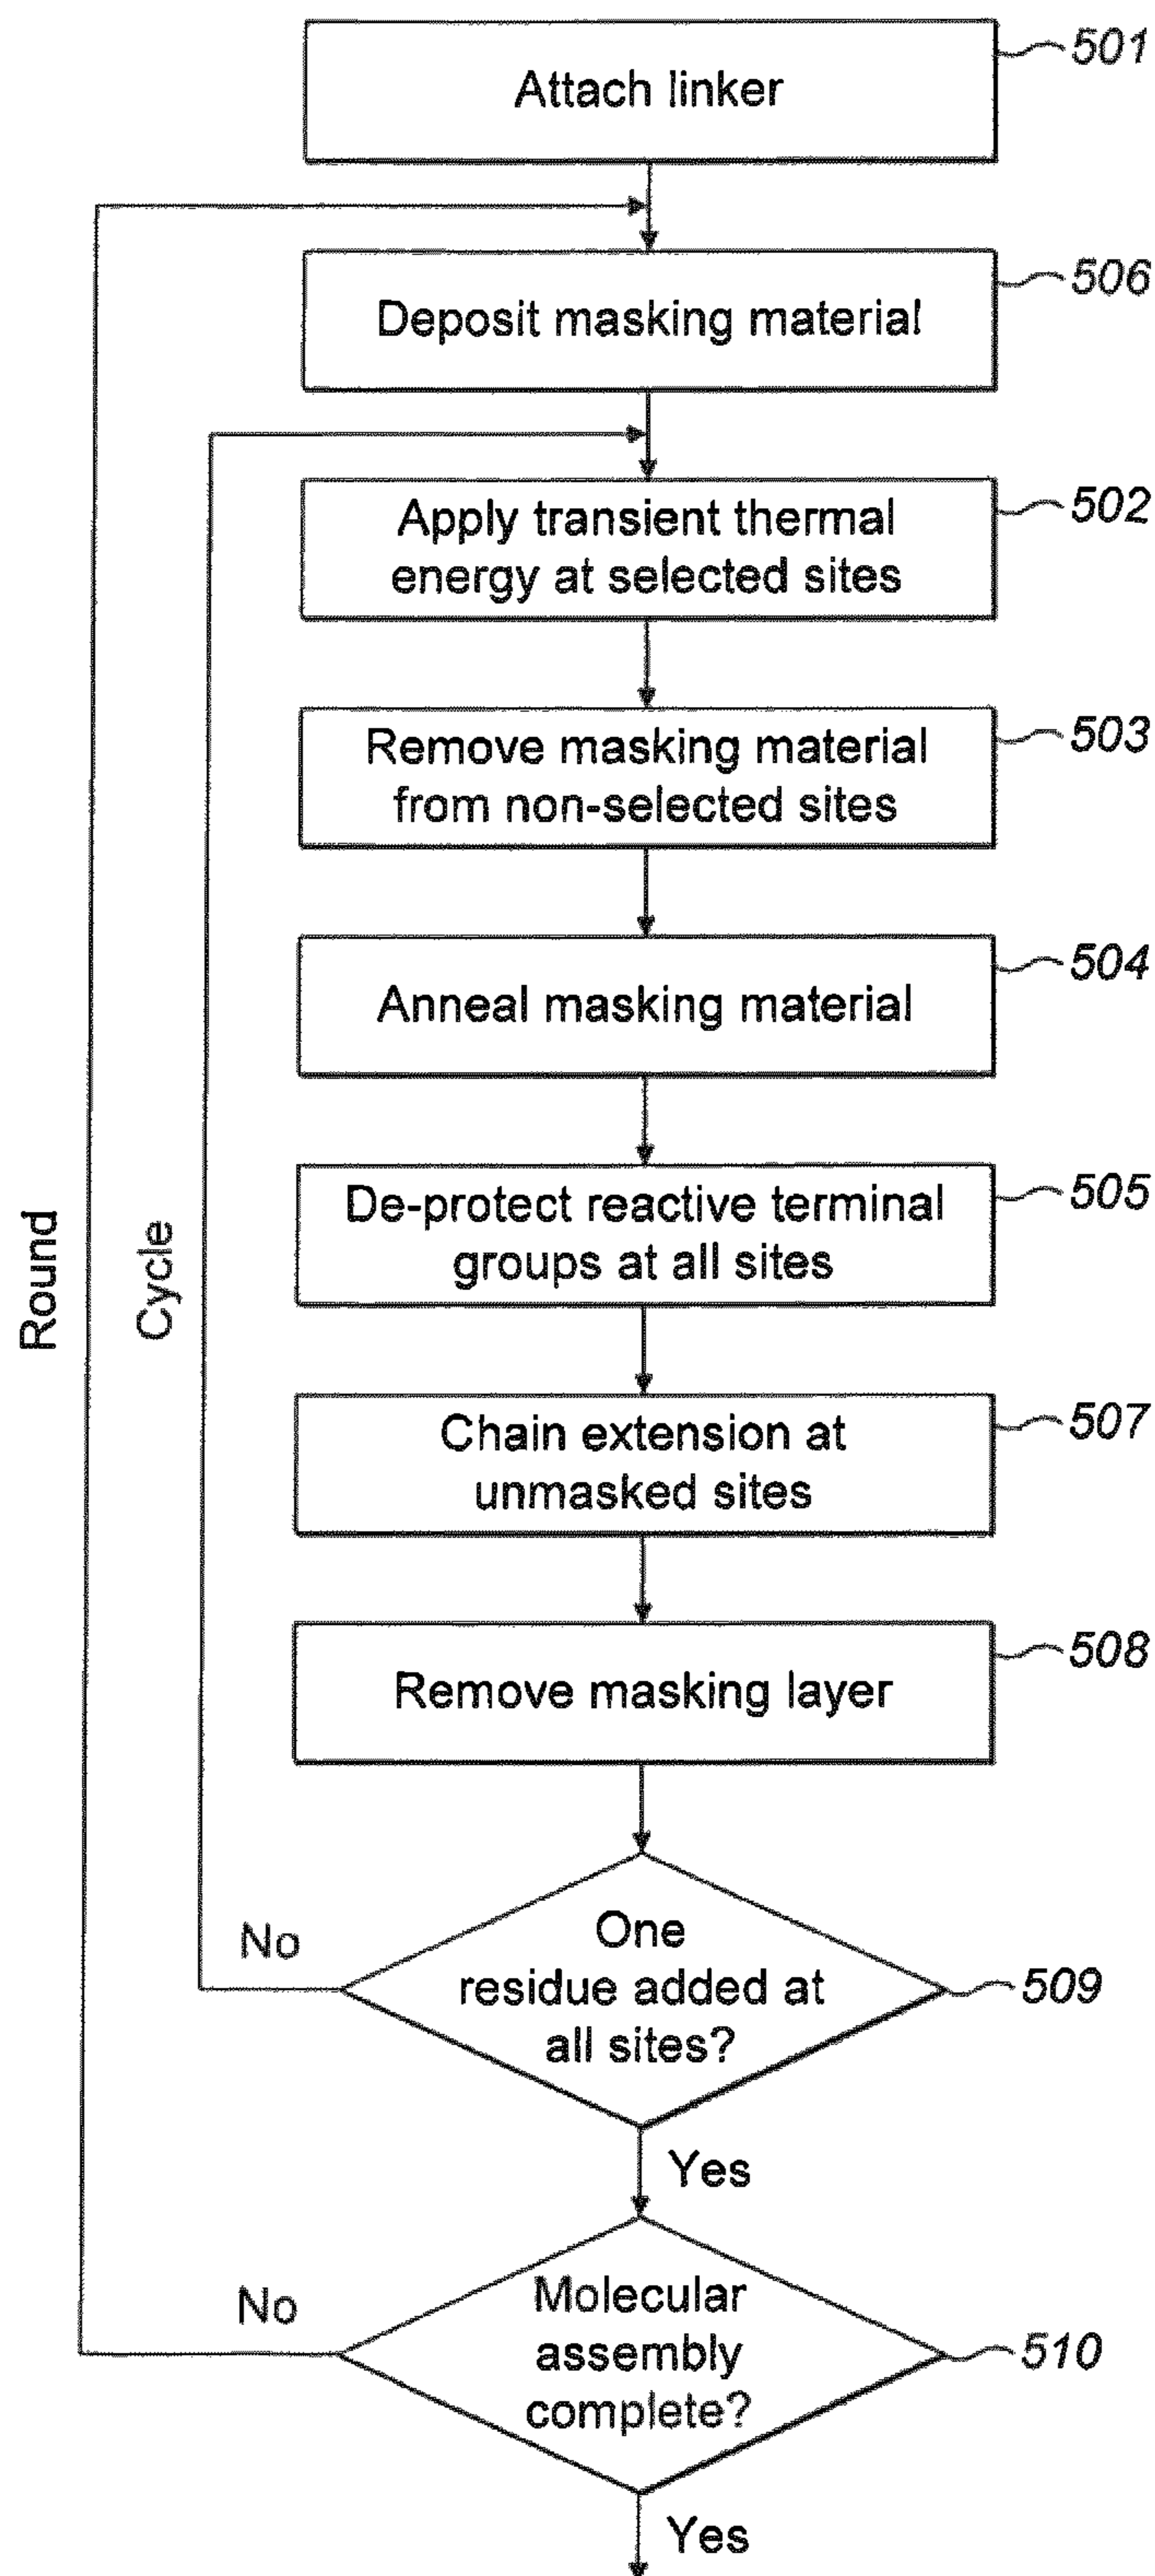 Attach linker
501
Deposit masking material
506
Apply transient thermal
energy at selected sites
502
Remove masking material
from non-selected sites
503
Anneal masking material
504
De-protect reactive terminal
groups at all sites
505
Round
Cycle
Chain extension at
unmasked sites
507
Remove masking layer
508
No
One
residue added at
all sites?
509
Yes
No
Molecular
assembly
complete?
510
Yes